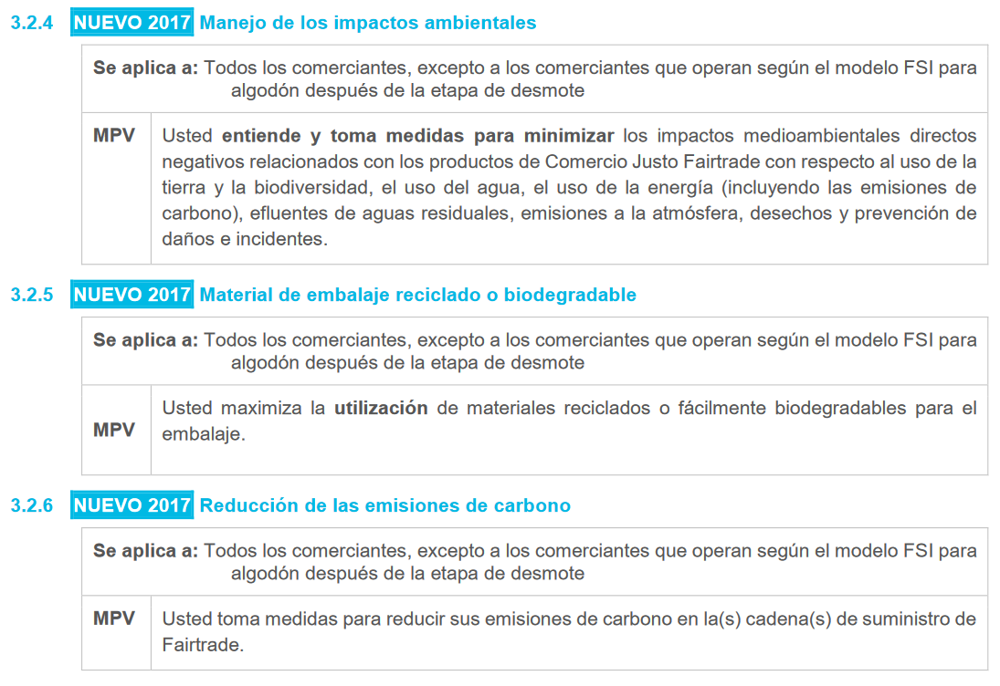 3.2.4 NUEVO 2017 Manejo de los impactos ambientales
Se aplica a: Todos los comerciantes, excepto a los comerciantes que operan según el modelo FSI para
algodón después de la etapa de desmote
MPV Usted entiende y toma medidas para minimizar los impactos medioambientales directos
negativos relacionados con los productos de Comercio Justo Fairtrade con respecto al uso de la
tierra y la biodiversidad, el uso del agua, el uso de la energía (incluyendo las emisiones de
carbono), efluentes de aguas residuales, emisiones a la atmósfera, desechos y prevención de
daños e incidentes.
3.2.5 NUEVO 2017 Material de embalaje reciclado o biodegradable
Se aplica a: Todos los comerciantes, excepto a los comerciantes que operan según el modelo FSI para
algodón después de la etapa de desmote
MPV Usted maximiza la utilización de materiales reciclados o fácilmente biodegradables para el
embalaje.
3.2.6 NUEVO 2017 Reducción de las emisiones de carbono
Se aplica a: Todos los comerciantes, excepto a los comerciantes que operan según el modelo FSI para
algodón después de la etapa de desmote
MPV Usted toma medidas para reducir sus emisiones de carbono en la(s) cadena(s) de suministro de
Fairtrade.